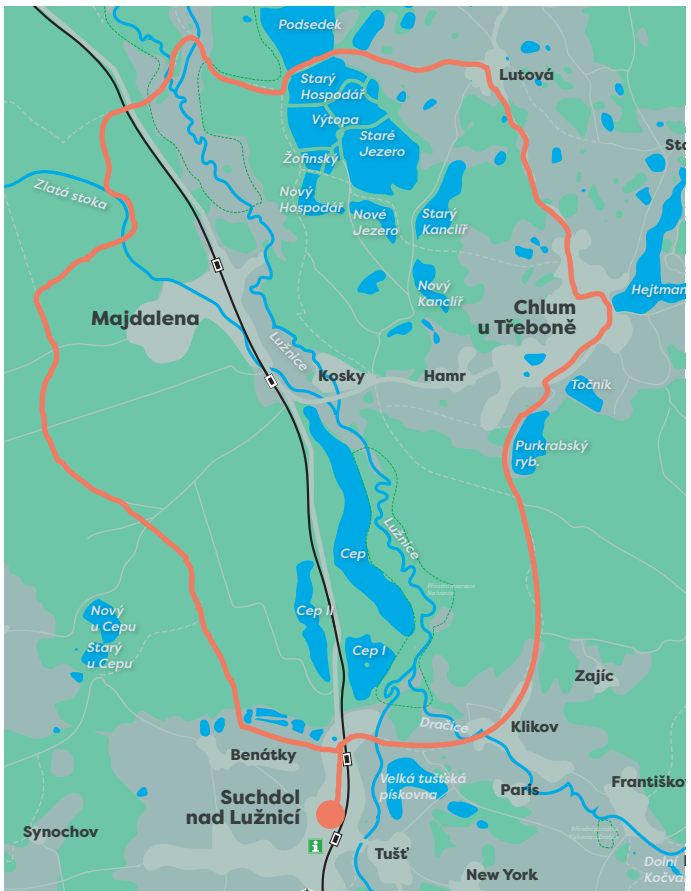 Podsedek
Lutová
Starý
Hospodář
Výtopa
Staré
Jezero
Žofinský
Zlatá stoka
Nový
Hospodář
Nové
Jezero
Starý
Kanclíř
Nový
Kanclíř
Hejtman
Majdalena
Chlum
u Třeboně
Lužnice
Kosky
Hamr
Točník
Purkrabský
ryb.
Lužnice
Cep
Cep II
Nový
u Cepu
Starý
u Cepu
Cep I
Zajíc
Dračice
Klikov
Benátky
Velká tušťská
pískovna
Paris
Františkov
Suchdol
nad Lužnicí
Synochov
i
Tušť
New York
Dolní